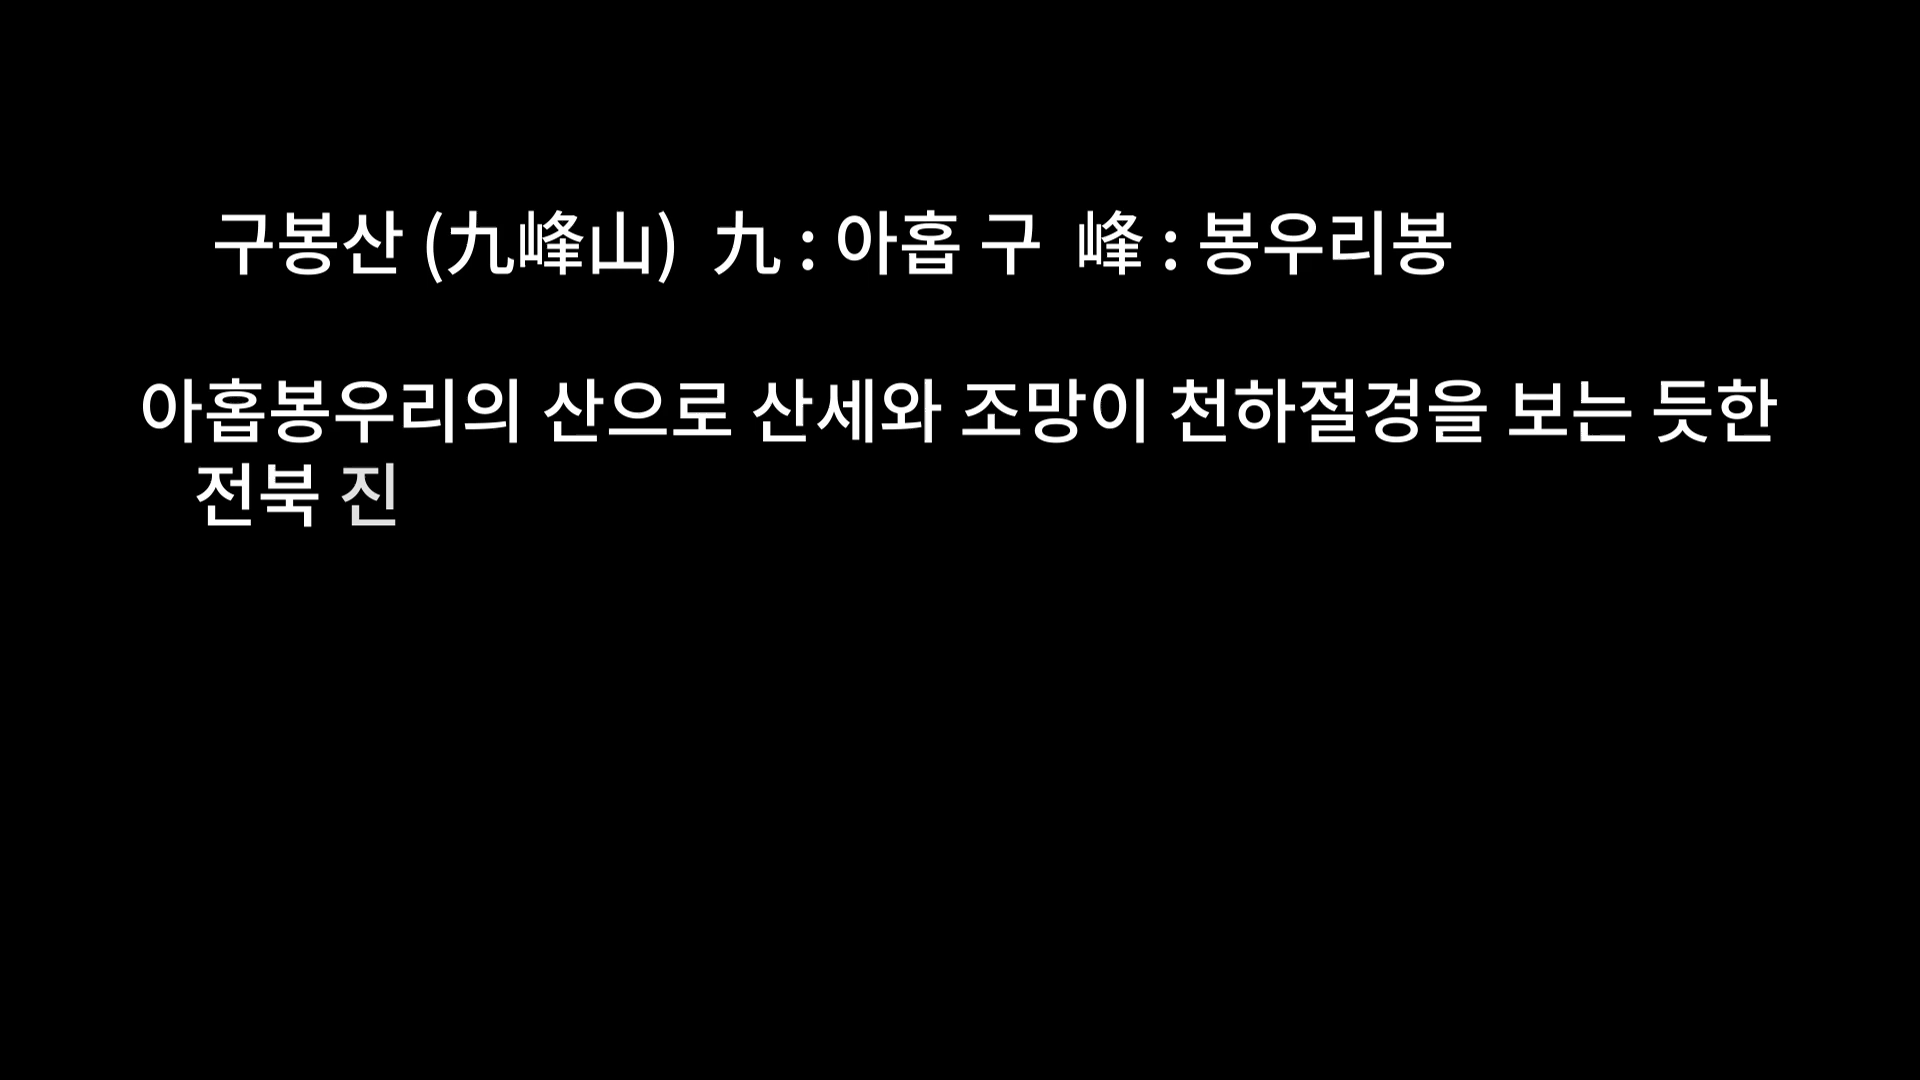 구봉산 (九峰山)  九 : 아홉 구  峰 : 봉우리봉
아홉봉우리의 산으로 산세와 조망이 천하절경을 보는 듯한
전북 진